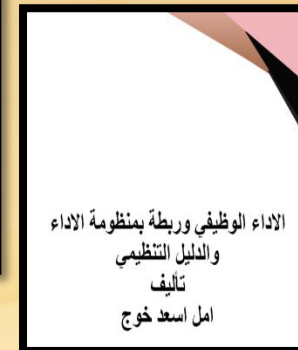 الاداء الوظيفي وربطة بمنظومة الاداء
والدليل التنظيمي
تأليف
امل اسعد خوج